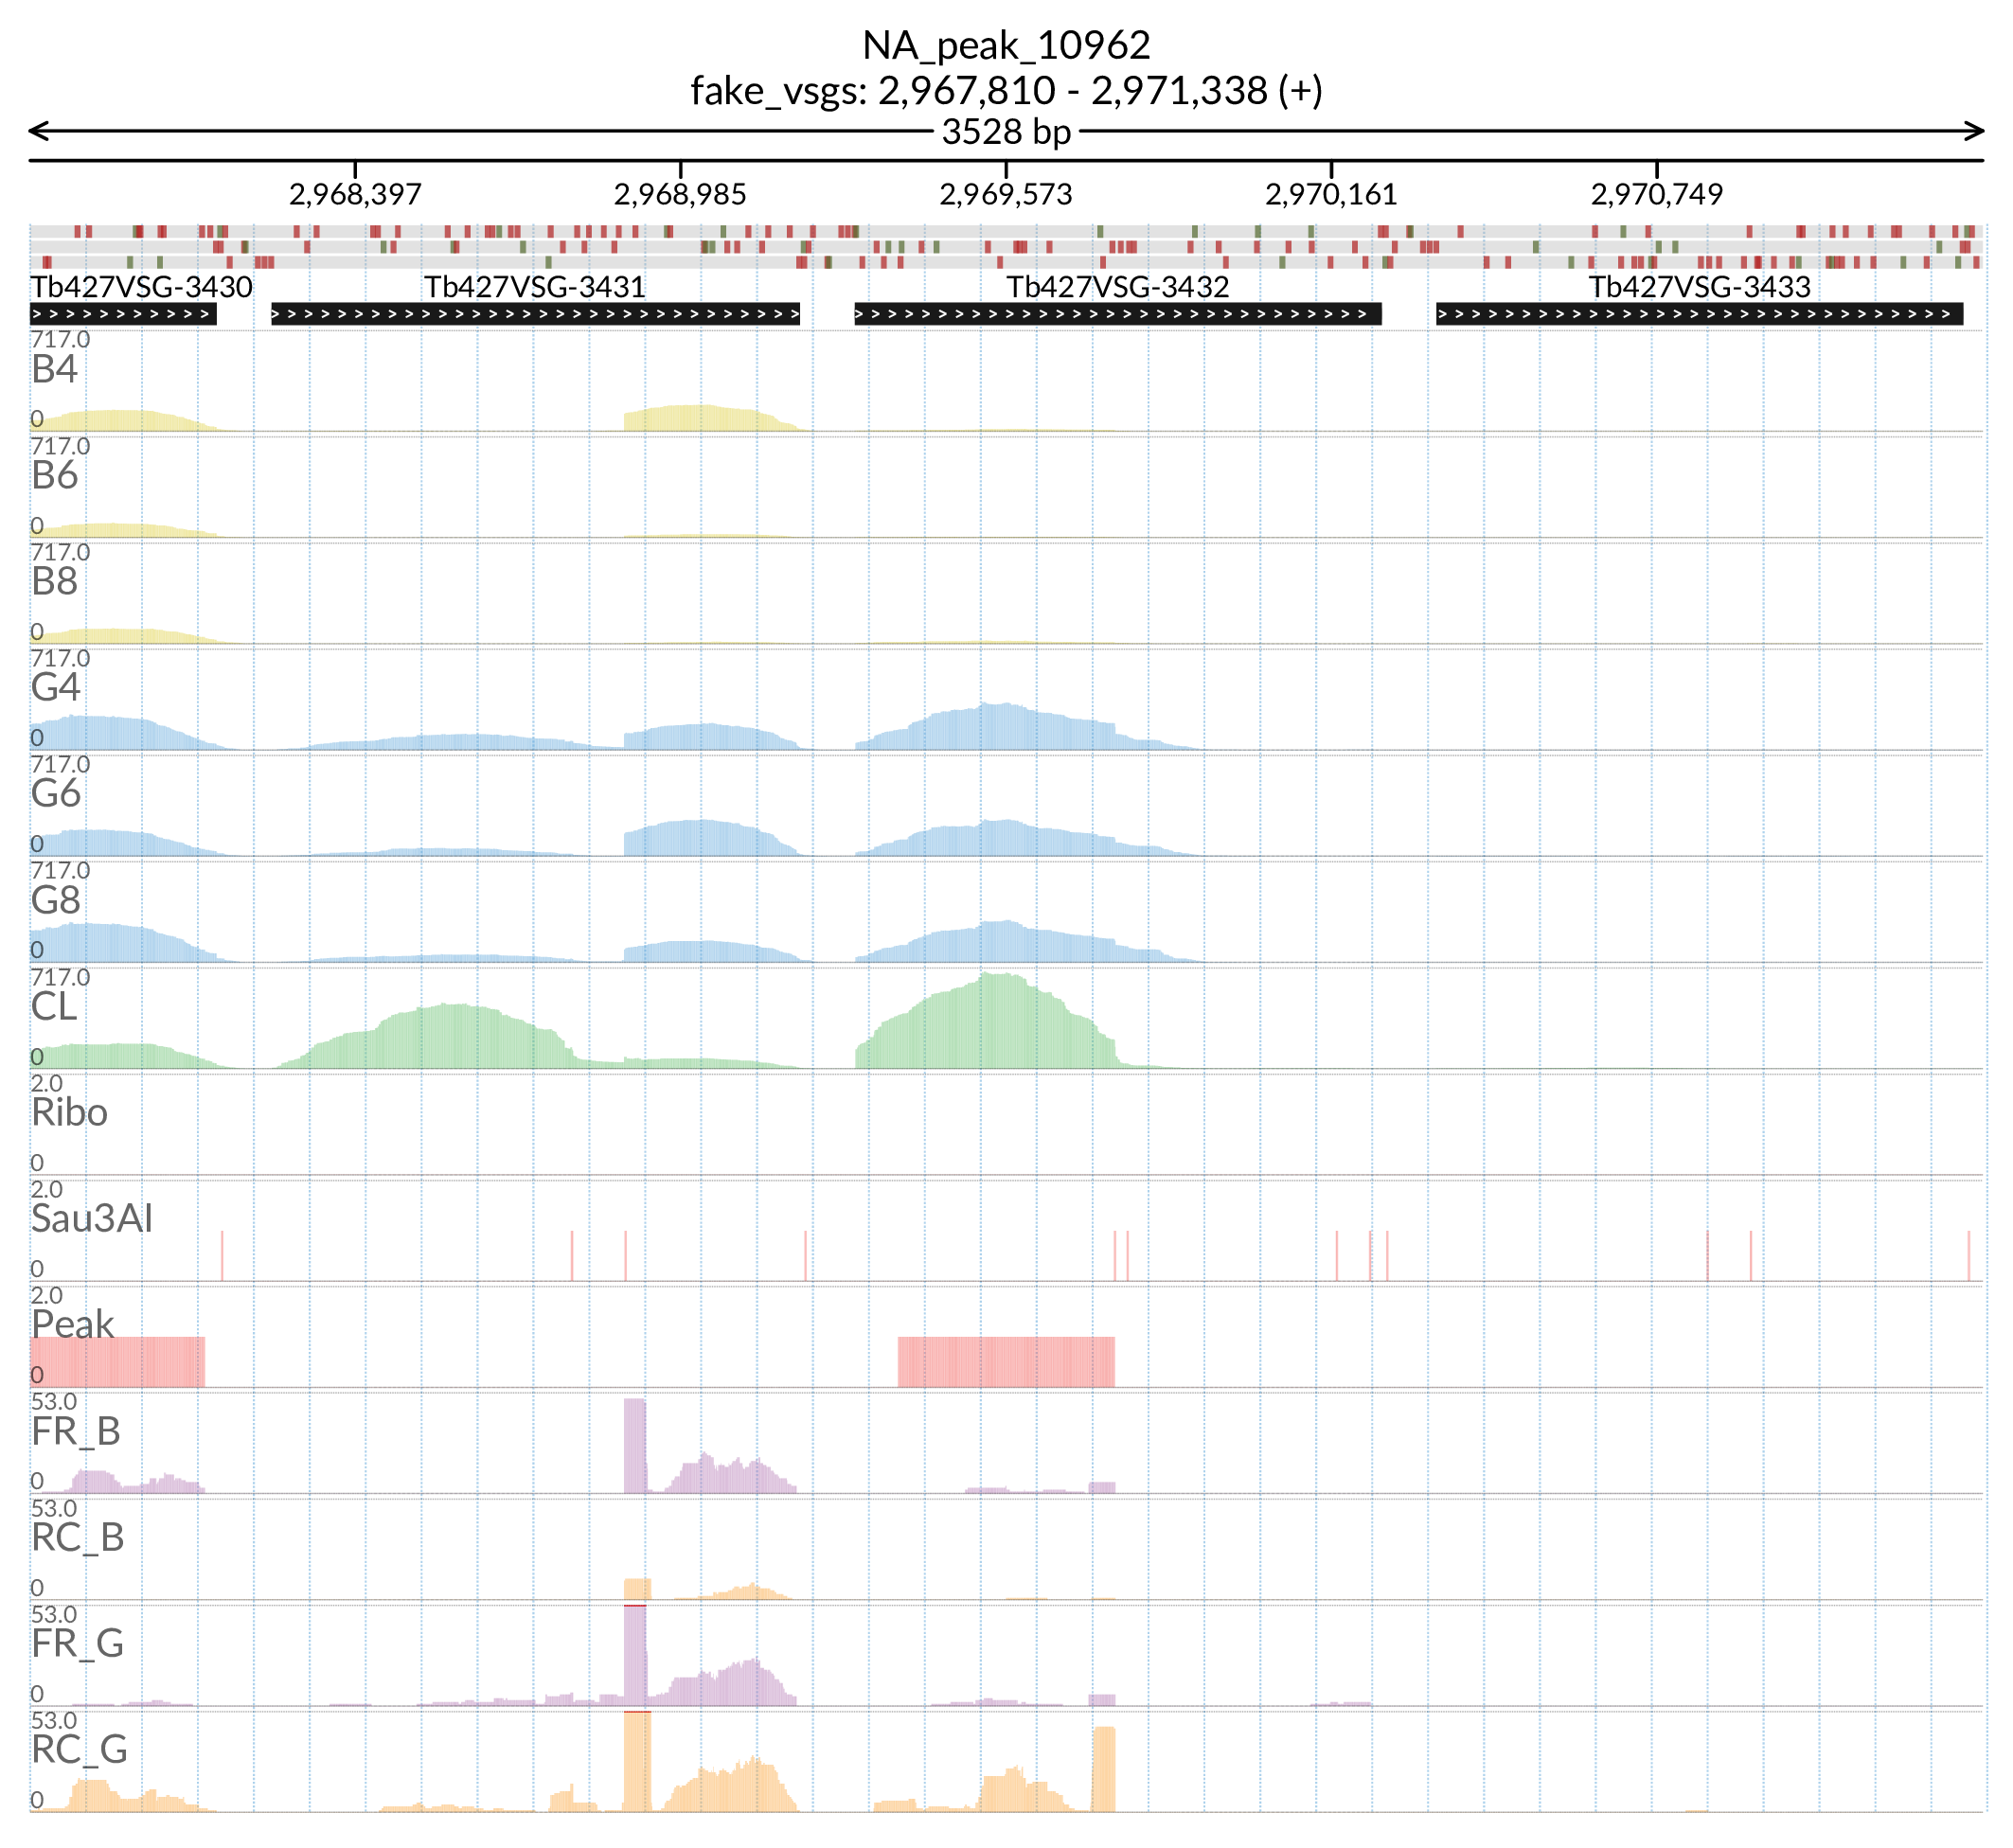 NA_peak_10962
fake_vsgs: 2,967,810 - 2,971,338 (+)
3528 bp
2,968,397 2,968,985 2,969,573 2,970,161 2,970,749
Tb427VSG-3430 Tb427VSG-3431 Tb427VSG-3432 Tb427VSG-3433
717.0
B4
0
717.0
B6
0
717.0
B8
0
717.0
G4
0
717.0
G6
0
717.0
G8
0
717.0
CL
0
2.0
Ribo
0
2.0
Sau3AI
0
2.0
Peak
0
53.0
FR_B
0
53.0
RC_B
0
53.0
FR_G
0
53.0
RC_G
0